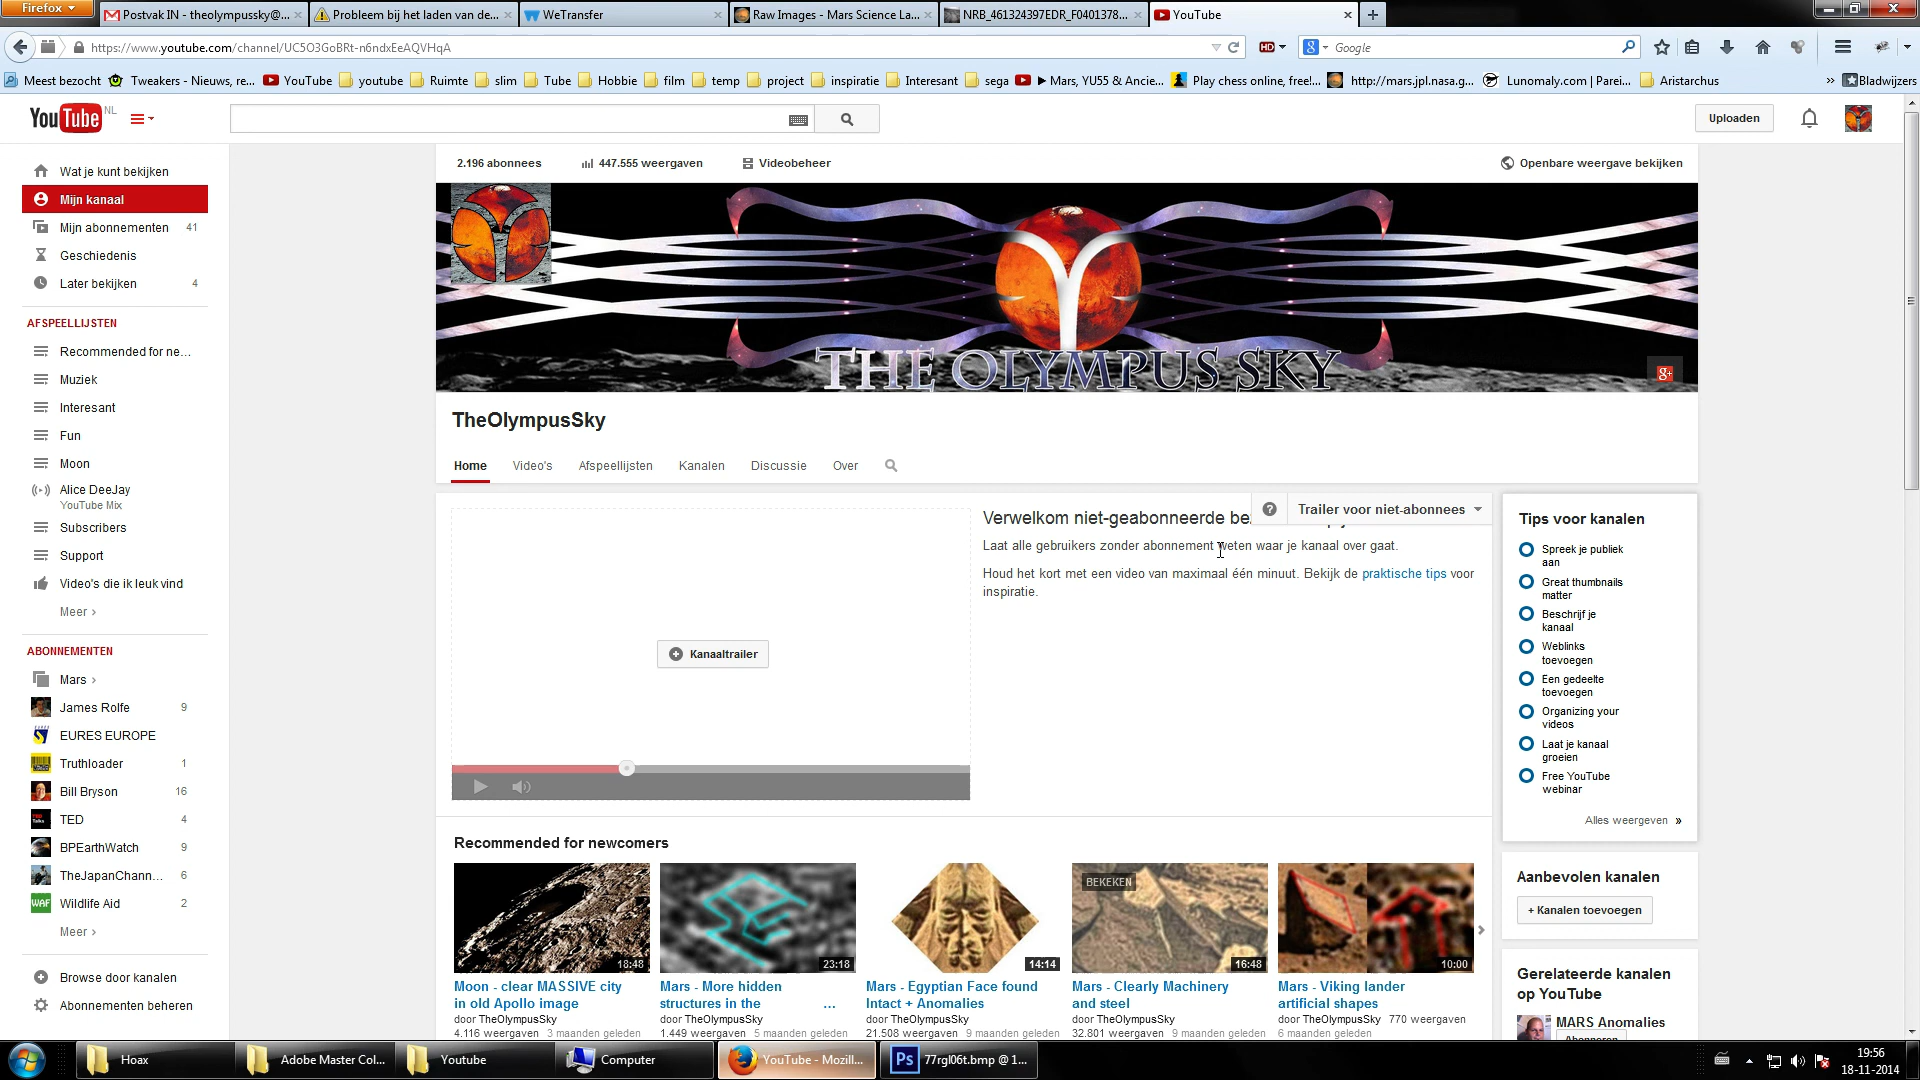 Firefox
Postvak IN - theolympussky@...
Probleem bij het laden van de...
WeTransfer
Raw Images - Mars Science La...
NRB_461324397EDR_F0401378...
YouTube
https://www.youtube.com/channel/UC5O3GoBRt-n6ndxEeAQVHqA
HD
Google
Meest bezocht
Tweakers - Nieuws, re...
YouTube
youtube
Ruimte
slim
Tube
Hobbie
film
temp
project
inspiratie
Interesant
sega
Mars, YU55 & Ancie...
Play chess online, free!...
http://mars.jpl.nasa.g...
Lunomaly.com | Parei...
Aristarchus
Bladwijzers
YouTube NL
Uploaden
2.196 abonnees
447.555 weergaven
Videobeheer
Openbare weergave bekijken
Wat je kunt bekijken
Mijn kanaal
Mijn abonnementen 41
Geschiedenis
Later bekijken 4
AFSPEELLIJSTEN
Recommended for ne...
Muziek
Interesant
Fun
Moon
Alice DeeJay
YouTube Mix
Subscribers
Support
Video's die ik leuk vind
Meer ›
ABONNEMENTEN
Mars ›
James Rolfe 9
EURES EUROPE
Truthloader 1
Bill Bryson 16
TED 4
BPEarthWatch 9
TheJapanChann... 6
WAF
Wildlife Aid 2
Meer ›
Browse door kanalen
Abonnementen beheren
THE OLYMPUS SKY
g+
TheOlympusSky
Home
Video's
Afspeellijsten
Kanalen
Discussie
Over
Verwelkom niet-geabonneerde
Trailer voor niet-abonnees
Laat alle gebruikers zonder abonnement weten waar je kanaal over gaat.
Houd het kort met een video van maximaal één minuut. Bekijk de praktische tips voor
inspiratie.
Kanaaltrailer
Recommended for newcomers
18:48
Moon - clear MASSIVE city
in old Apollo image
door TheOlympusSky
4.116 weergaven 3 maanden geleden
23:18
Mars - More hidden
structures in the ...
door TheOlympusSky
1.449 weergaven 5 maanden geleden
14:14
Mars - Egyptian Face found
Intact + Anomalies
door TheOlympusSky
21.508 weergaven 9 maanden geleden
BEKEKEN
16:48
Mars - Clearly Machinery
and steel
door TheOlympusSky
32.801 weergaven 9 maanden geleden
10:00
Mars - Viking lander
artificial shapes
door TheOlympusSky 770 weergaven
6 maanden geleden
Tips voor kanalen
Spreek je publiek
aan
Great thumbnails
matter
Beschrijf je
kanaal
Weblinks
toevoegen
Een gedeelte
toevoegen
Organizing your
videos
Laat je kanaal
groeien
Free YouTube
webinar
Alles weergeven »
Aanbevolen kanalen
+ Kanalen toevoegen
Gerelateerde kanalen
op YouTube
MARS Anomalies
Abonneren
Hoax
Adobe Master Col...
Youtube
Computer
YouTube - Mozill...
Ps
77rgl06t.bmp @ 1...
19:56
18-11-2014